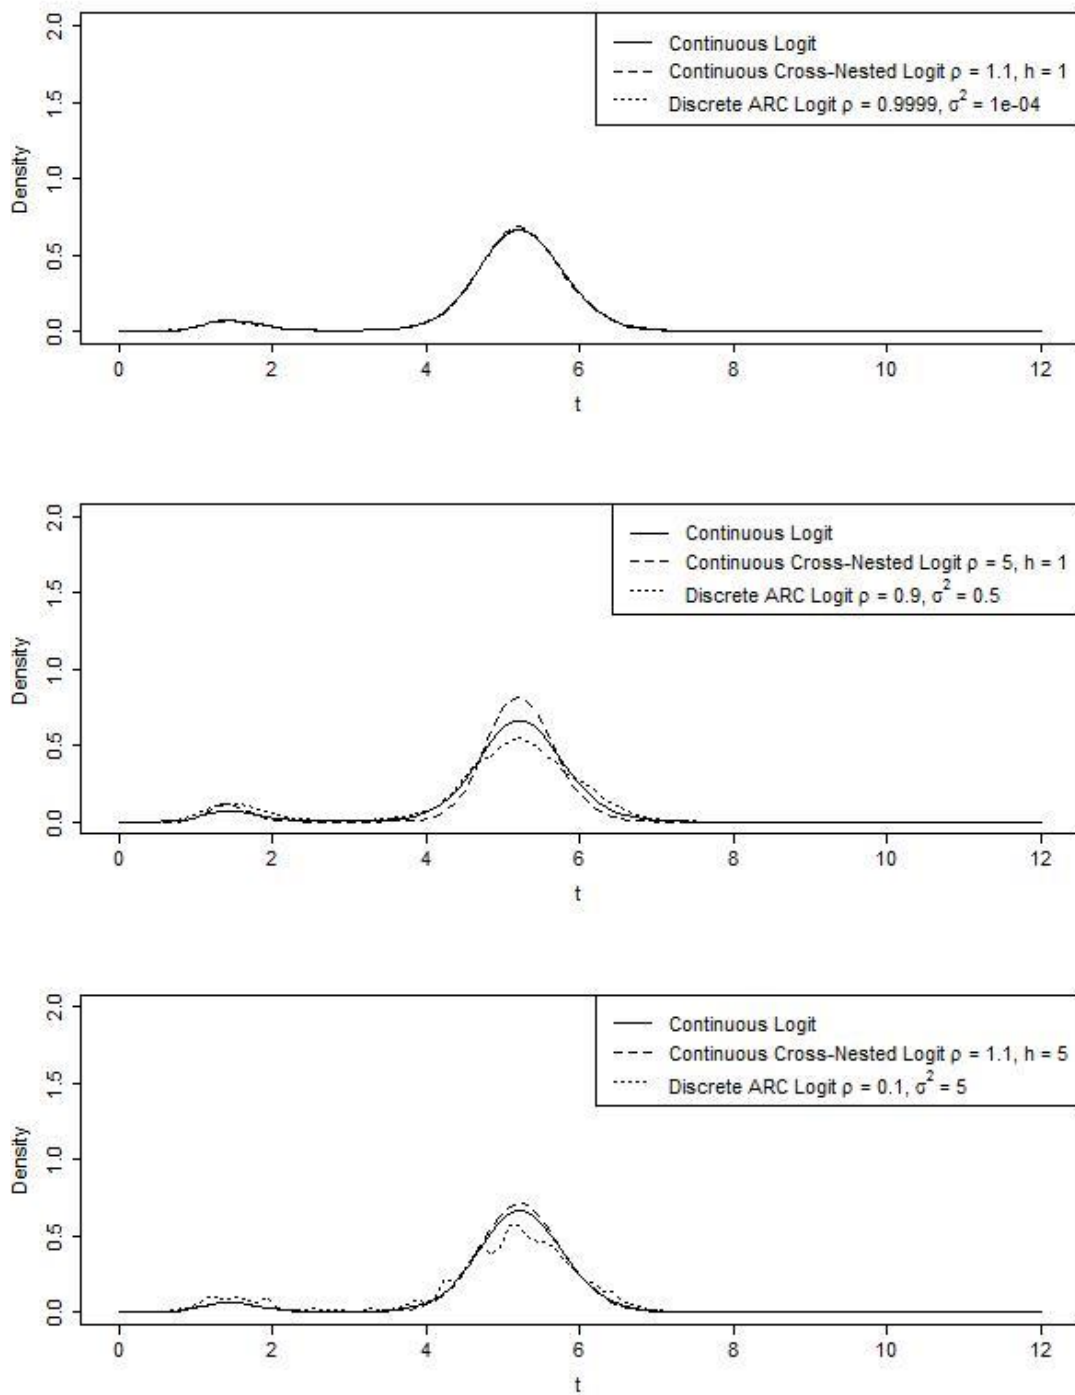 2.0
1.5
1.0
0.5
0.0
Density
Continuous Logit
Continuous Cross-Nested Logit ρ = 1.1, h = 1
Discrete ARC Logit ρ = 0.9999, σ² = 1e-04
0 2 4 6 8 10 12
t
2.0
1.5
1.0
0.5
0.0
Density
Continuous Logit
Continuous Cross-Nested Logit ρ = 5, h = 1
Discrete ARC Logit ρ = 0.9, σ² = 0.5
0 2 4 6 8 10 12
t
2.0
1.5
1.0
0.5
0.0
Density
Continuous Logit
Continuous Cross-Nested Logit ρ = 1.1, h = 5
Discrete ARC Logit ρ = 0.1, σ² = 5
0 2 4 6 8 10 12
t